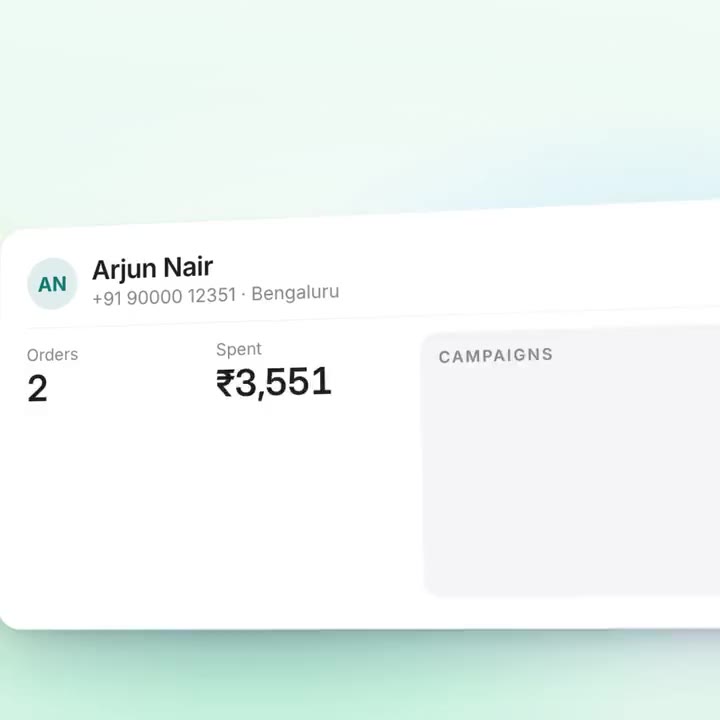 AN
Arjun Nair
+91 90000 12351 · Bengaluru
Orders
2
Spent
₹3,551
CAMPAIGNS